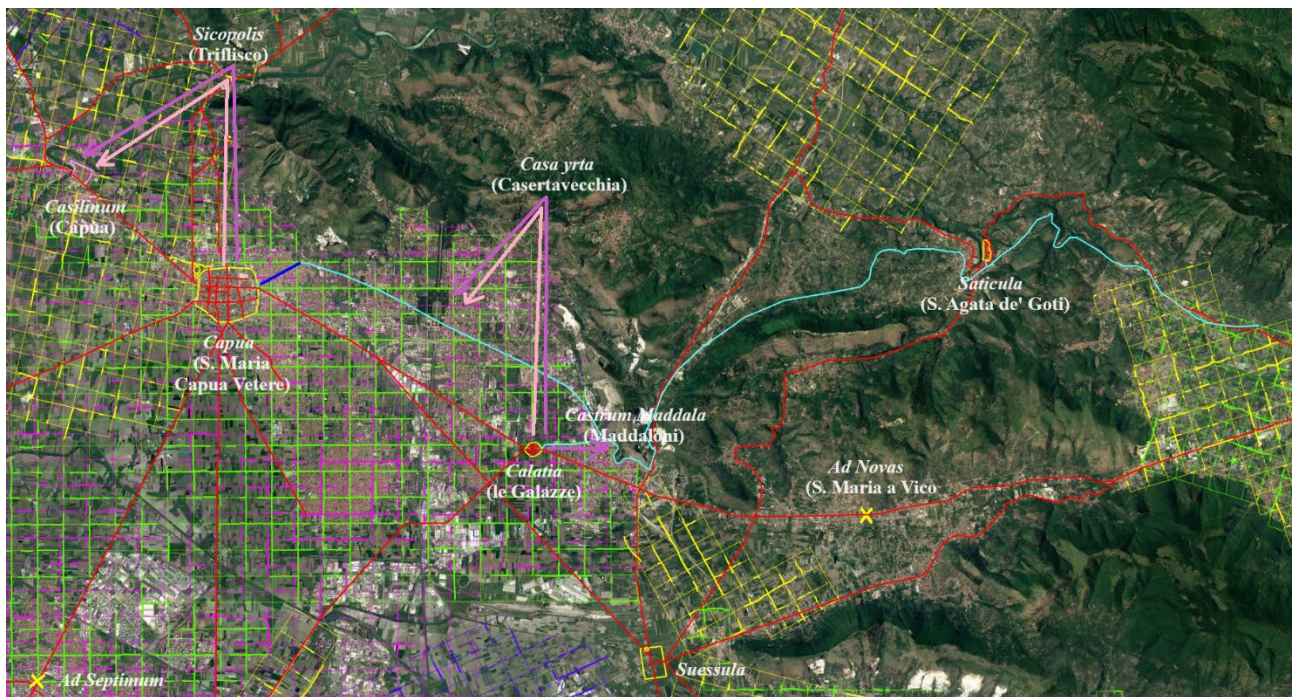 Sicopolis
(Triflisco)
Casa yrta
(Casertavecchia)
Casilinum
(Capua)
Saticula
(S. Agata de' Goti)
Capua
(S. Maria
Capua Vetere)
Castrum Maddala
(Maddaloni)
Calatia
(le Galazze)
Ad Novas
(S. Maria a Vico
Suessula
Ad Septimum